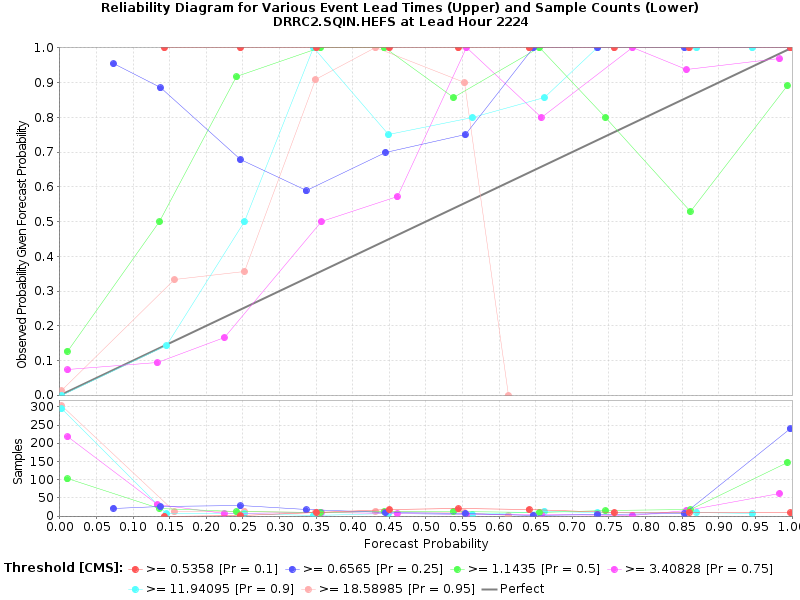 Reliability Diagram for Various Event Lead Times (Upper) and Sample Counts (Lower)
DRRC2.SQIN.HEFS at Lead Hour 2224
Observed Probability Given Forecast Probability
1.0
0.9
0.8
0.7
0.6
0.5
0.4
0.3
0.2
0.1
0.0
Samples
300
250
200
150
100
50
0
0.00 0.05 0.10 0.15 0.20 0.25 0.30 0.35 0.40 0.45 0.50 0.55 0.60 0.65 0.70 0.75 0.80 0.85 0.90 0.95 1.00
Forecast Probability
Threshold [CMS]: >= 0.5358 [Pr = 0.1] >= 0.6565 [Pr = 0.25] >= 1.1435 [Pr = 0.5] >= 3.40828 [Pr = 0.75]
>= 11.94095 [Pr = 0.9] >= 18.58985 [Pr = 0.95] Perfect